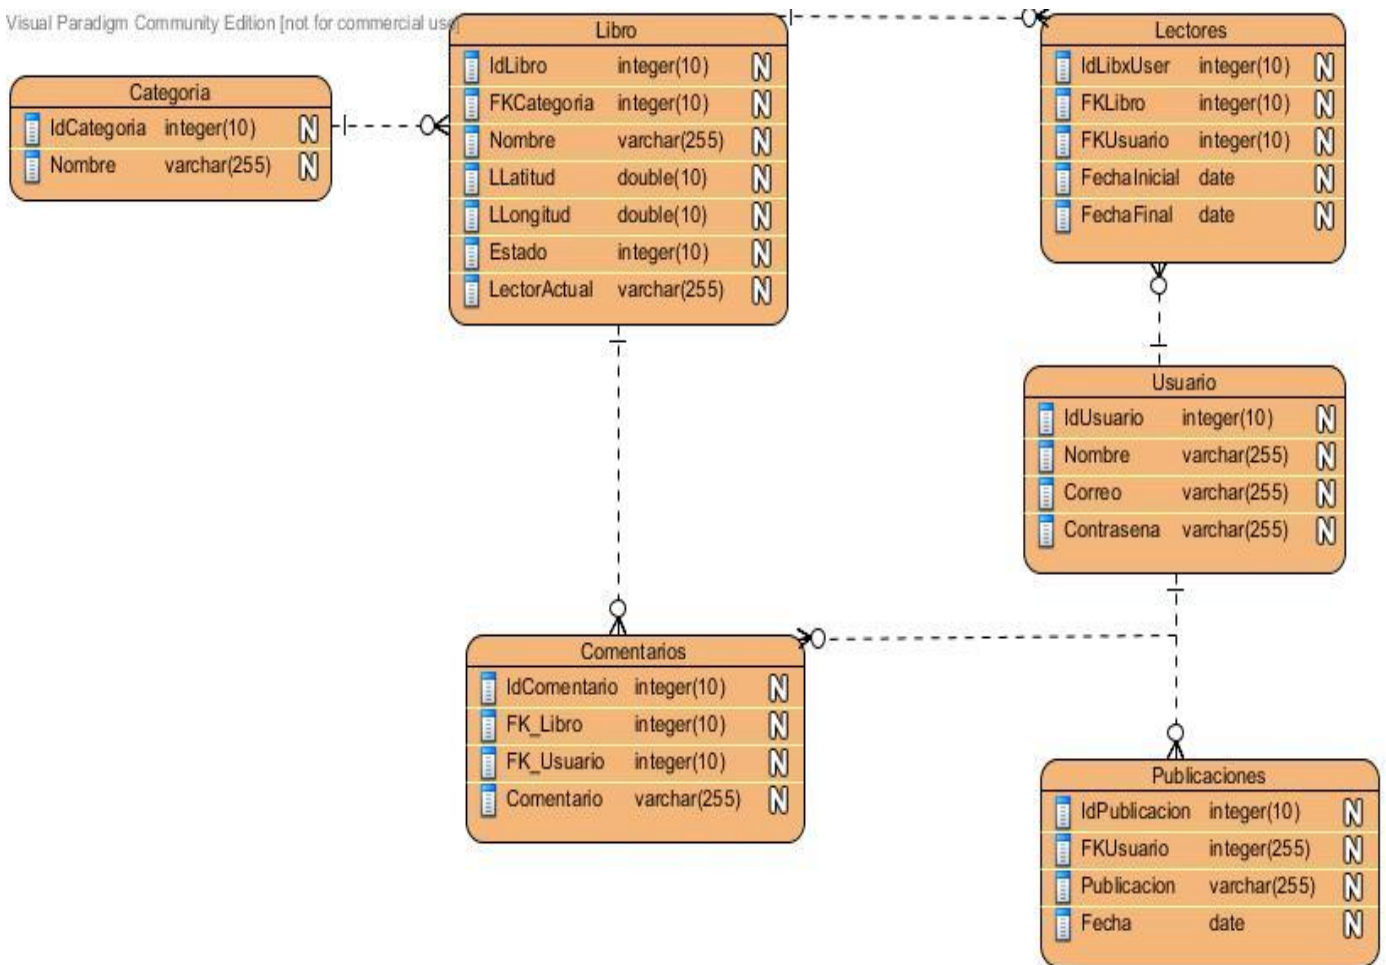 Visual Paradigm Community Edition [not for commercial use]
Categoria
IdCategoria integer(10) N
Nombre varchar(255) N
Libro
IdLibro integer(10) N
FKCategoria integer(10) N
Nombre varchar(255) N
LLatitud double(10) N
LLongitud double(10) N
Estado integer(10) N
LectorActual varchar(255) N
Lectores
IdLibxUser integer(10) N
FKLibro integer(10) N
FKUsuario integer(10) N
FechaInicial date N
FechaFinal date N
Usuario
IdUsuario integer(10) N
Nombre varchar(255) N
Correo varchar(255) N
Contrasena varchar(255) N
Comentarios
IdComentario integer(10) N
FK_Libro integer(10) N
FK_Usuario integer(10) N
Comentario varchar(255) N
Publicaciones
IdPublicacion integer(10) N
FKUsuario integer(255) N
Publicacion varchar(255) N
Fecha date N